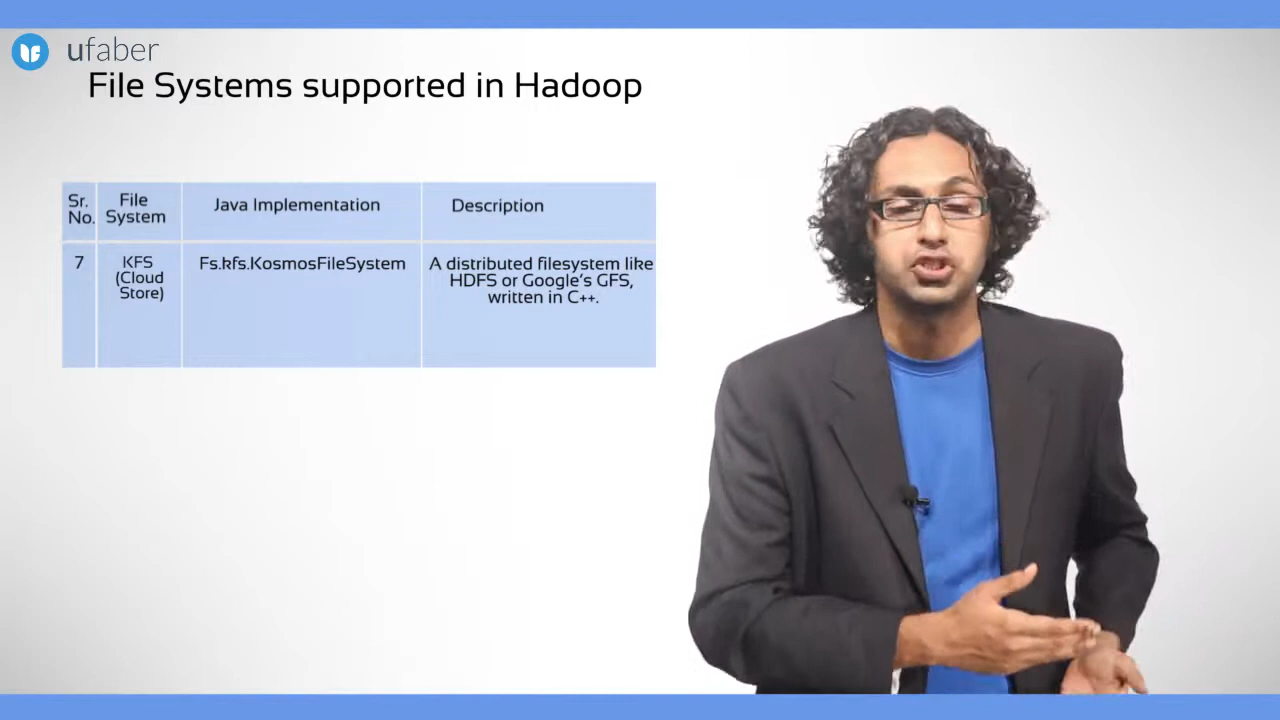 ufaber
File Systems supported in Hadoop
Sr.
No.
File
System
Java Implementation
Description
7
KFS
(Cloud
Store)
Fs.kfs.KosmosFileSystem
A distributed filesystem like
HDFS or Google's GFS,
written in C++.